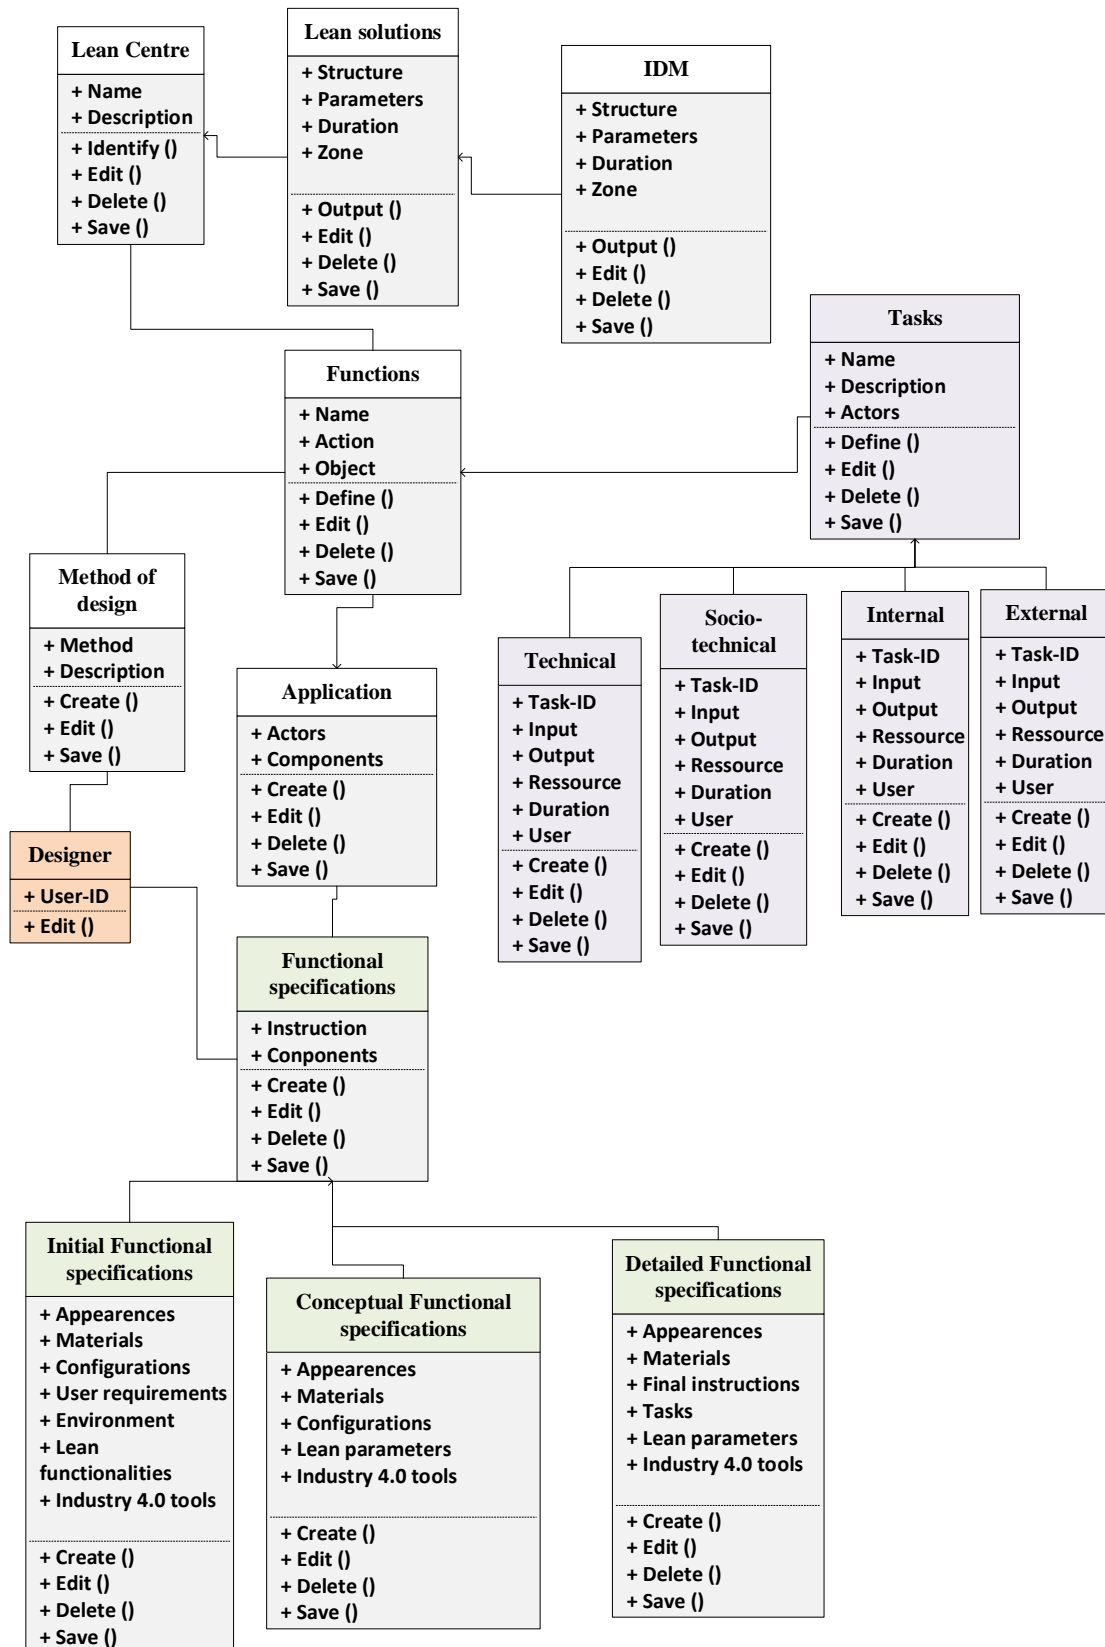 Lean Centre
+ Name
+ Description
+ Identify ()
+ Edit ()
+ Delete ()
+ Save ()
Lean solutions
+ Structure
+ Parameters
+ Duration
+ Zone
+ Output ()
+ Edit ()
+ Delete ()
+ Save ()
IDM
+ Structure
+ Parameters
+ Duration
+ Zone
+ Output ()
+ Edit ()
+ Delete ()
+ Save ()
Tasks
+ Name
+ Description
+ Actors
+ Define ()
+ Edit ()
+ Delete ()
+ Save ()
Functions
+ Name
+ Action
+ Object
+ Define ()
+ Edit ()
+ Delete ()
+ Save ()
Method of
design
+ Method
+ Description
+ Create ()
+ Edit ()
+ Save ()
Application
+ Actors
+ Components
+ Create ()
+ Edit ()
+ Delete ()
+ Save ()
Technical
+ Task-ID
+ Input
+ Output
+ Ressource
+ Duration
+ User
+ Create ()
+ Edit ()
+ Delete ()
+ Save ()
Socio-
technical
+ Task-ID
+ Input
+ Output
+ Ressource
+ Duration
+ User
+ Create ()
+ Edit ()
+ Delete ()
+ Save ()
Internal
+ Task-ID
+ Input
+ Output
+ Ressource
+ Duration
+ User
+ Create ()
+ Edit ()
+ Delete ()
+ Save ()
External
+ Task-ID
+ Input
+ Output
+ Ressource
+ Duration
+ User
+ Create ()
+ Edit ()
+ Delete ()
+ Save ()
Designer
+ User-ID
+ Edit ()
Functional
specifications
+ Instruction
+ Conponents
+ Create ()
+ Edit ()
+ Delete ()
+ Save ()
Initial Functional
specifications
+ Appearences
+ Materials
+ Configurations
+ User requirements
+ Environment
+ Lean
functionalities
+ Industry 4.0 tools
+ Create ()
+ Edit ()
+ Delete ()
+ Save ()
Conceptual Functional
specifications
+ Appearences
+ Materials
+ Configurations
+ Lean parameters
+ Industry 4.0 tools
+ Create ()
+ Edit ()
+ Delete ()
+ Save ()
Detailed Functional
specifications
+ Appearences
+ Materials
+ Final instructions
+ Tasks
+ Lean parameters
+ Industry 4.0 tools
+ Create ()
+ Edit ()
+ Delete ()
+ Save ()